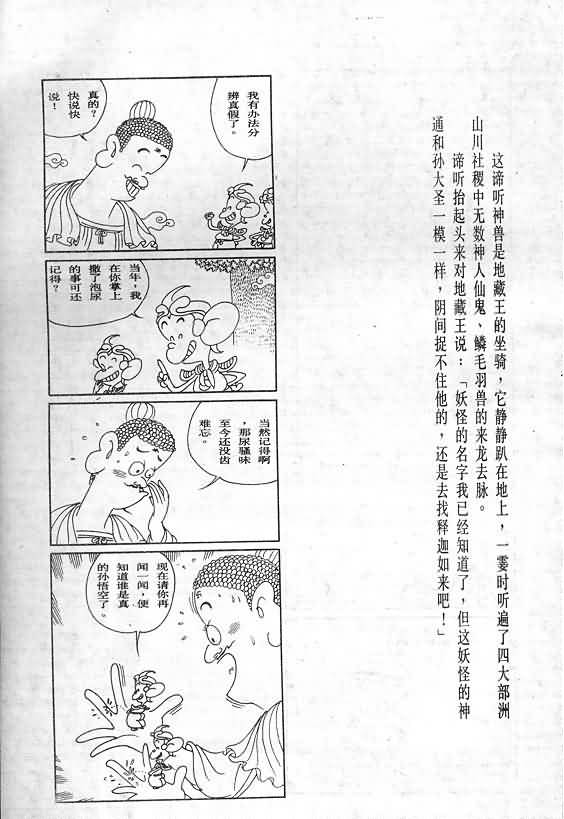 这谛听神兽是地藏王的坐骑，它静静趴在地上，一霎时听遍了四大部洲
山川社稷中无数神人仙鬼、鳞毛羽兽的来龙去脉。
谛听抬起头来对地藏王说：「妖怪的名字我已经知道了，但这妖怪的神
通和孙大圣一模一样，阴间捉不住他的，还是去找释迦如来吧！」
我有办法分
辨真假了。
真的？
快说快
说！
当年，我
在你掌上
撒了泡尿
的事可还
记得？
当然记得啊
，那尿骚味
至今还没齿
难忘。
现在请你再
闻一闻，便
知道谁是真
的孙悟空了。